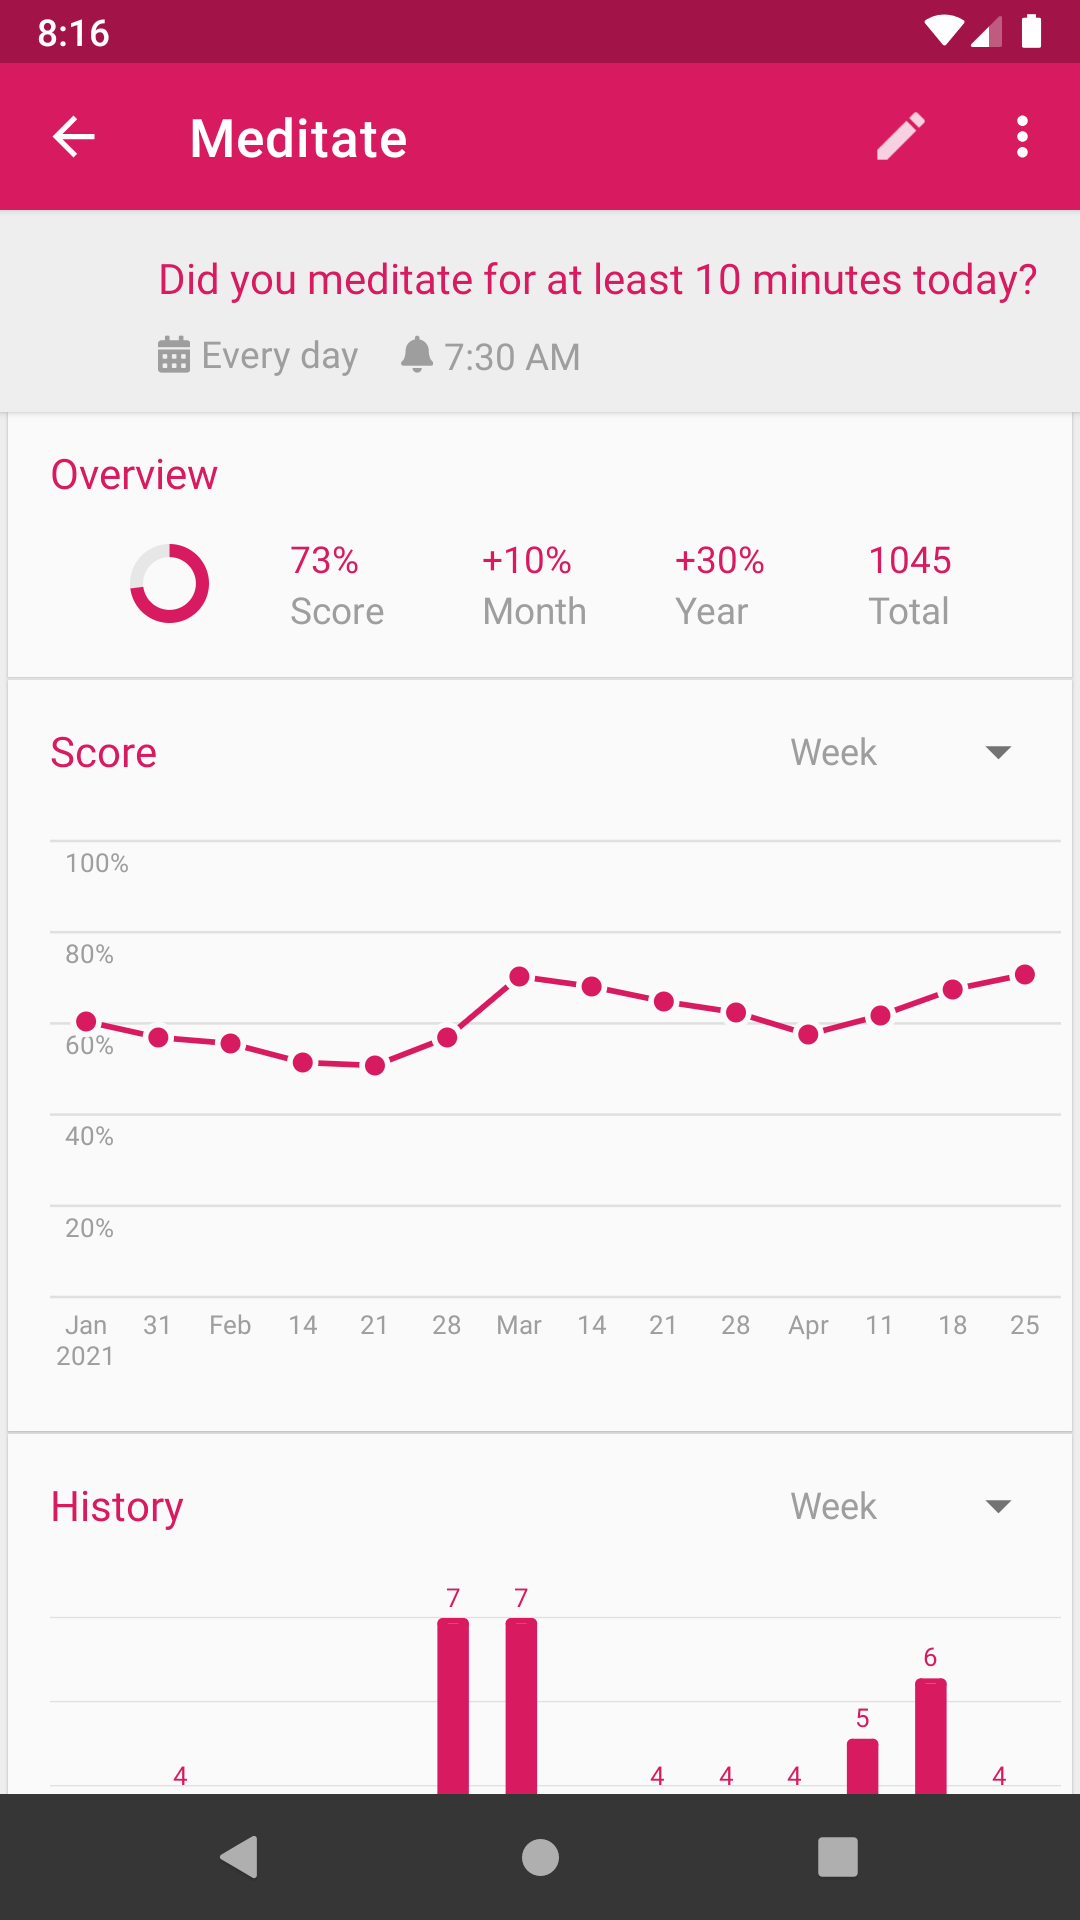 8:16
Meditate
Did you meditate for at least 10 minutes today?
Every day 7:30 AM
Overview
73% +10% +30% 1045
Score Month Year Total
Score Week
100%
80%
60%
40%
20%
Jan 31 Feb 14 21 28 Mar 14 21 28 Apr 11 18 25
2021
History Week
7 7
6
5
4 4 4 4 4